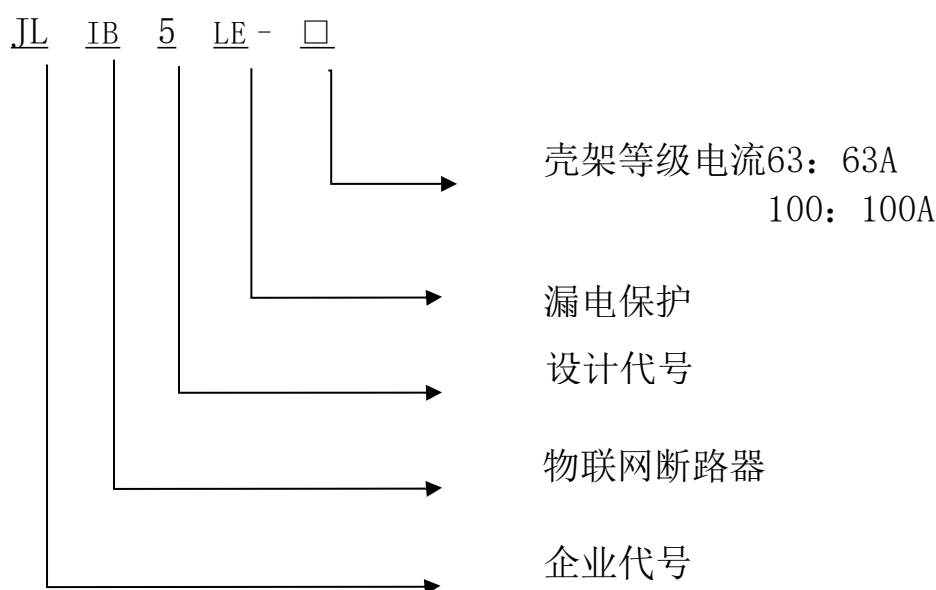 JL IB 5 LE - □
壳架等级电流63：63A
100：100A
漏电保护
设计代号
物联网断路器
企业代号